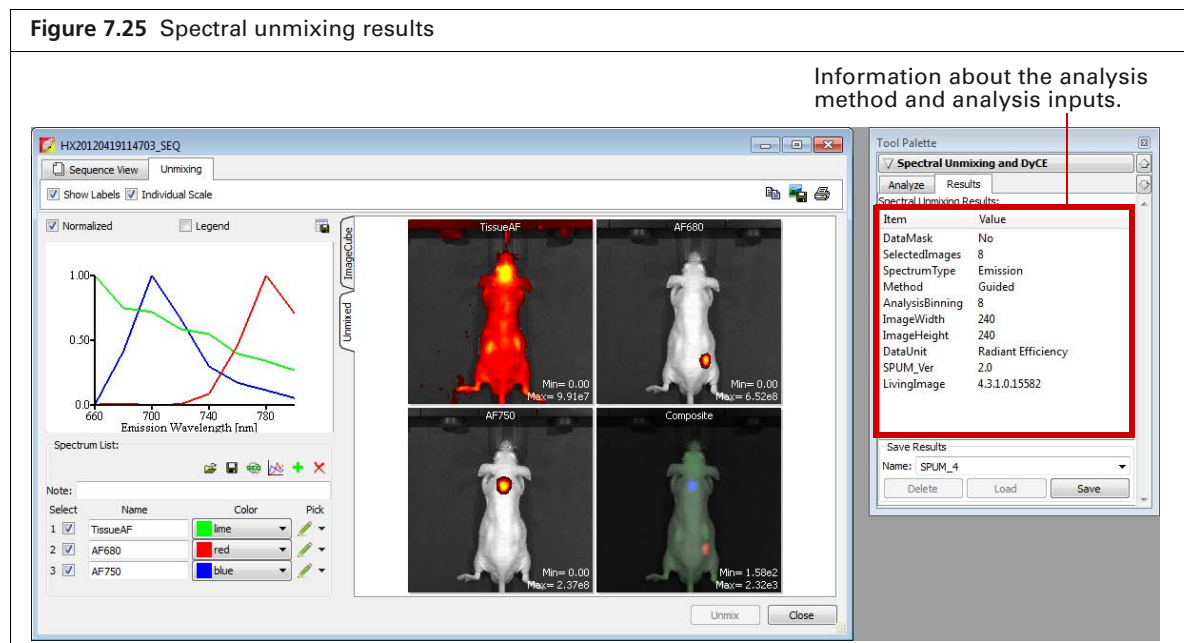 Figure 7.25 Spectral unmixing results
Information about the analysis
method and analysis inputs.
HX20120419114703_SEQ
Sequence View Unmixing
Show Labels Individual Scale
Normalized Legend
1.00
0.50
0.0
660 700 740 780
Emission Wavelength [nm]
Spectrum List:
Note:
Select Name Color Pick
1 TissueAF lime
2 AF680 red
3 AF750 blue
ImageCube
Unmixed
TissueAF
Min= 0.00
Max= 9.91e7
AF680
Min= 0.00
Max= 6.52e8
AF750
Min= 0.00
Max= 2.37e8
Composite
Min= 1.58e2
Max= 2.32e3
Unmix Close
Tool Palette
Spectral Unmixing and DyCE
Analyze Results
Spectral Unmixing Results:
Item Value
DataMask No
SelectedImages 8
SpectrumType Emission
Method Guided
AnalysisBinning 8
ImageWidth 240
ImageHeight 240
DataUnit Radiant Efficiency
SPUM_Ver 2.0
LivingImage 4.3.1.0.15582
Save Results
Name: SPUM_4
Delete Load Save